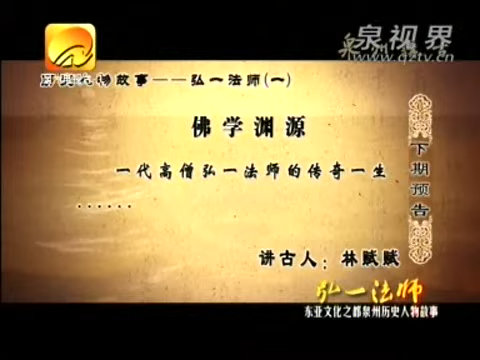 泉视界
www.qztv.cn
人物故事——弘一法师(一)
佛学渊源
一代高僧弘一法师的传奇一生
......
讲古人：林赋赋
下期预告
弘一法师
东亚文化之都泉州历史人物故事